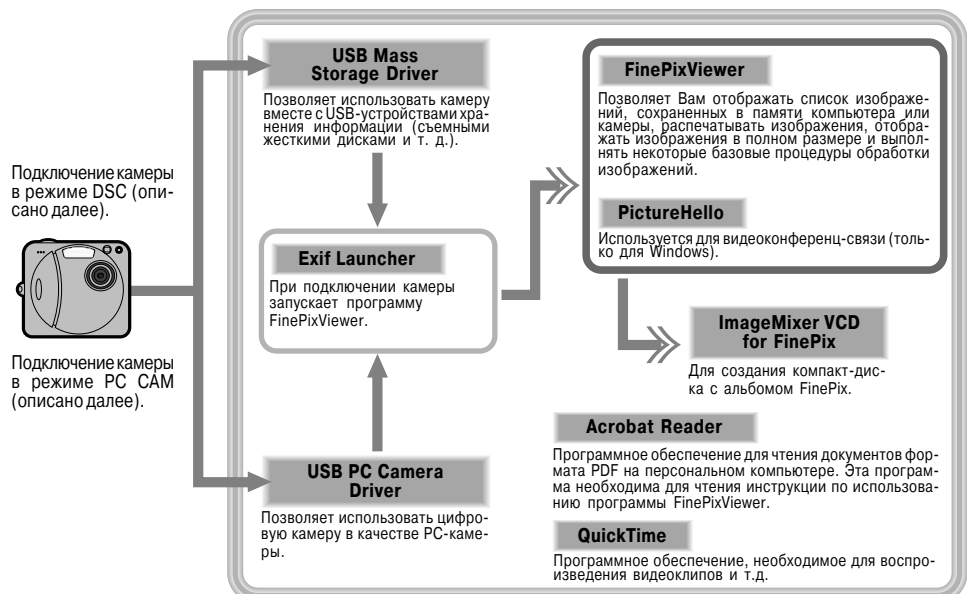 Подключение камеры
в режиме DSC (опи-
сано далее).
Подключение камеры
в режиме PC CAM
(описано далее).
USB Mass
Storage Driver
Позволяет использовать камеру
вместе с USB-устройствами хра-
нения информации (съемными
жесткими дисками и т. д.).
Exif Launcher
При подключении камеры
запускает программу
FinePixViewer.
USB PC Camera
Driver
Позволяет использовать цифро-
вую камеру в качестве PC-каме-
ры.
FinePixViewer
Позволяет Вам отображать список изображе-
ний, сохраненных в памяти компьютера или
камеры, распечатывать изображения, отобра-
жать изображения в полном размере и выпол-
нять некоторые базовые процедуры обработки
изображений.
PictureHello
Используется для видеоконференц-связи (толь-
ко для Windows).
ImageMixer VCD
for FinePix
Для создания компакт-дис-
ка с альбомом FinePix.
Acrobat Reader
Программное обеспечение для чтения документов фор-
мата PDF на персональном компьютере. Эта програм-
ма необходима для чтения инструкции по использова-
нию программы FinePixViewer.
QuickTime
Программное обеспечение, необходимое для воспро-
изведения видеоклипов и т.д.